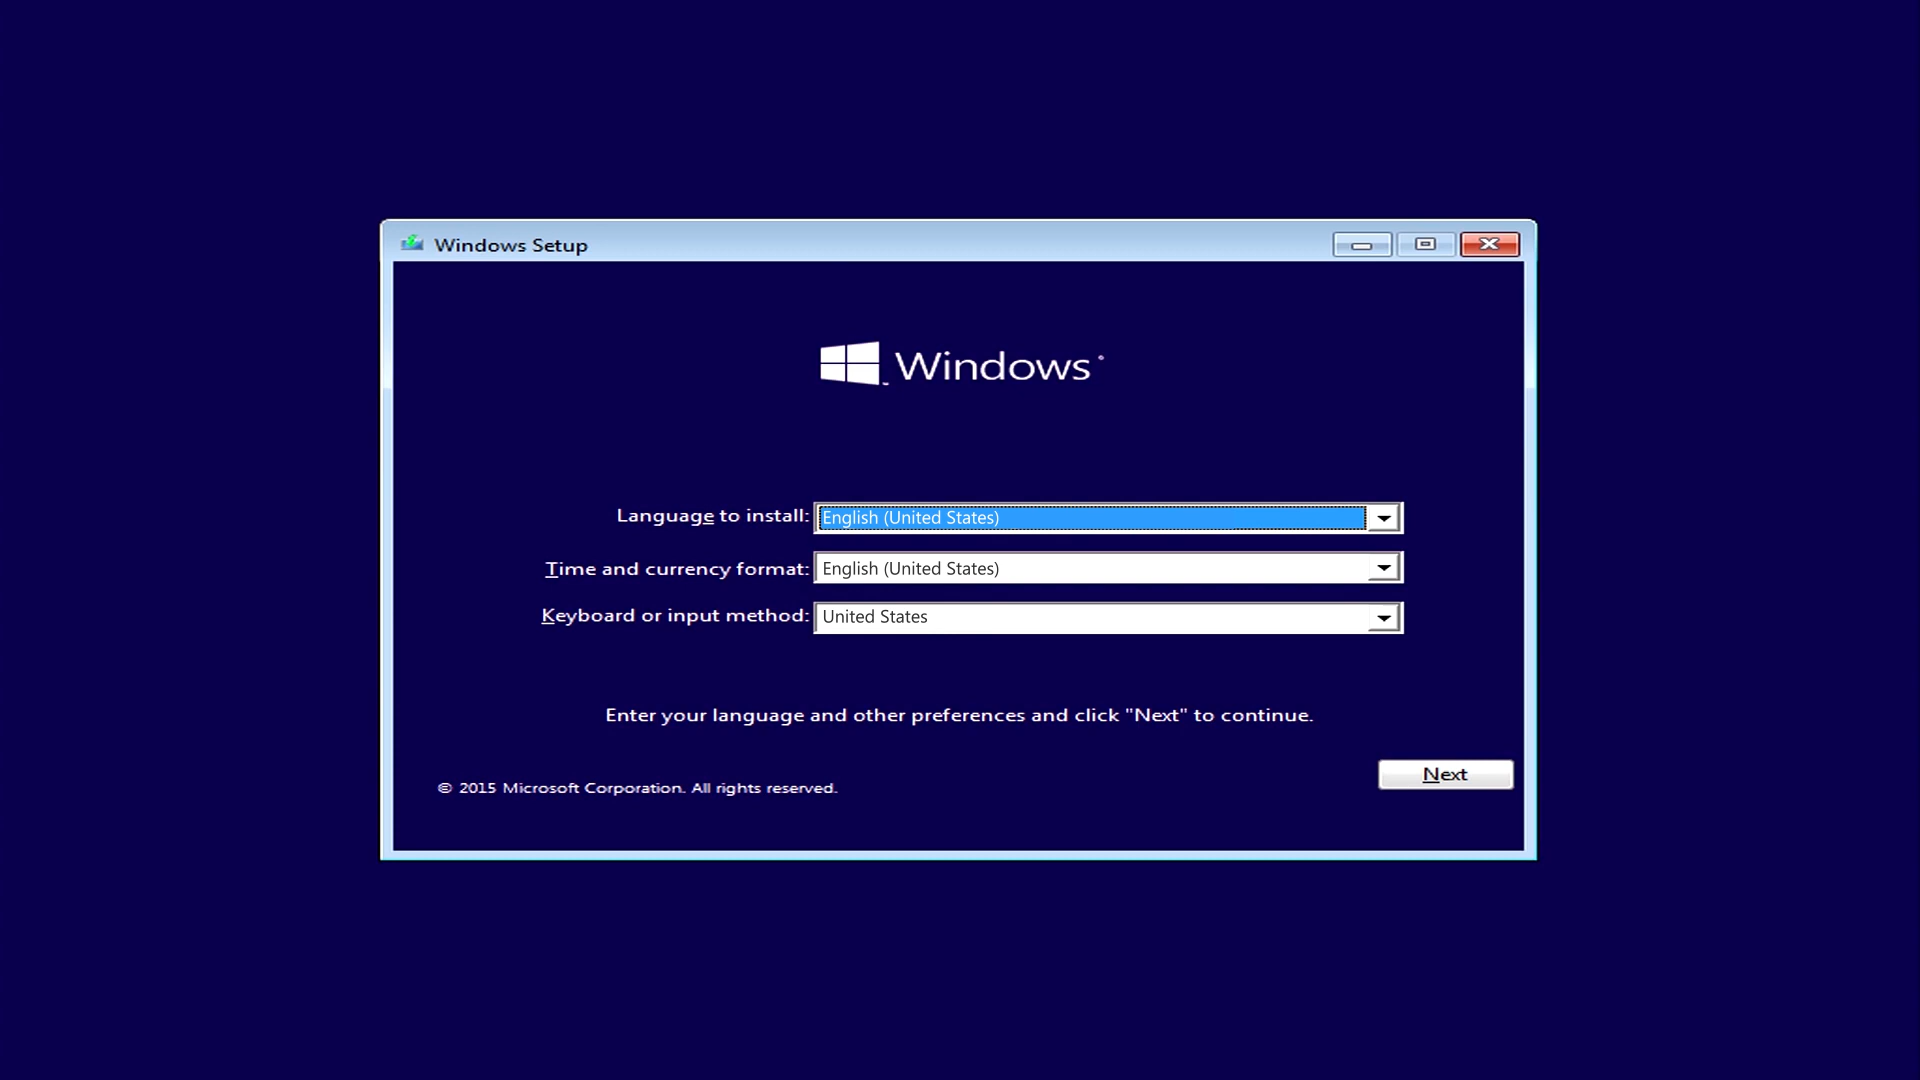 Windows Setup
Windows
Language to install: English (United States)
Time and currency format: English (United States)
Keyboard or input method: United States
Enter your language and other preferences and click "Next" to continue.
Next
© 2015 Microsoft Corporation. All rights reserved.